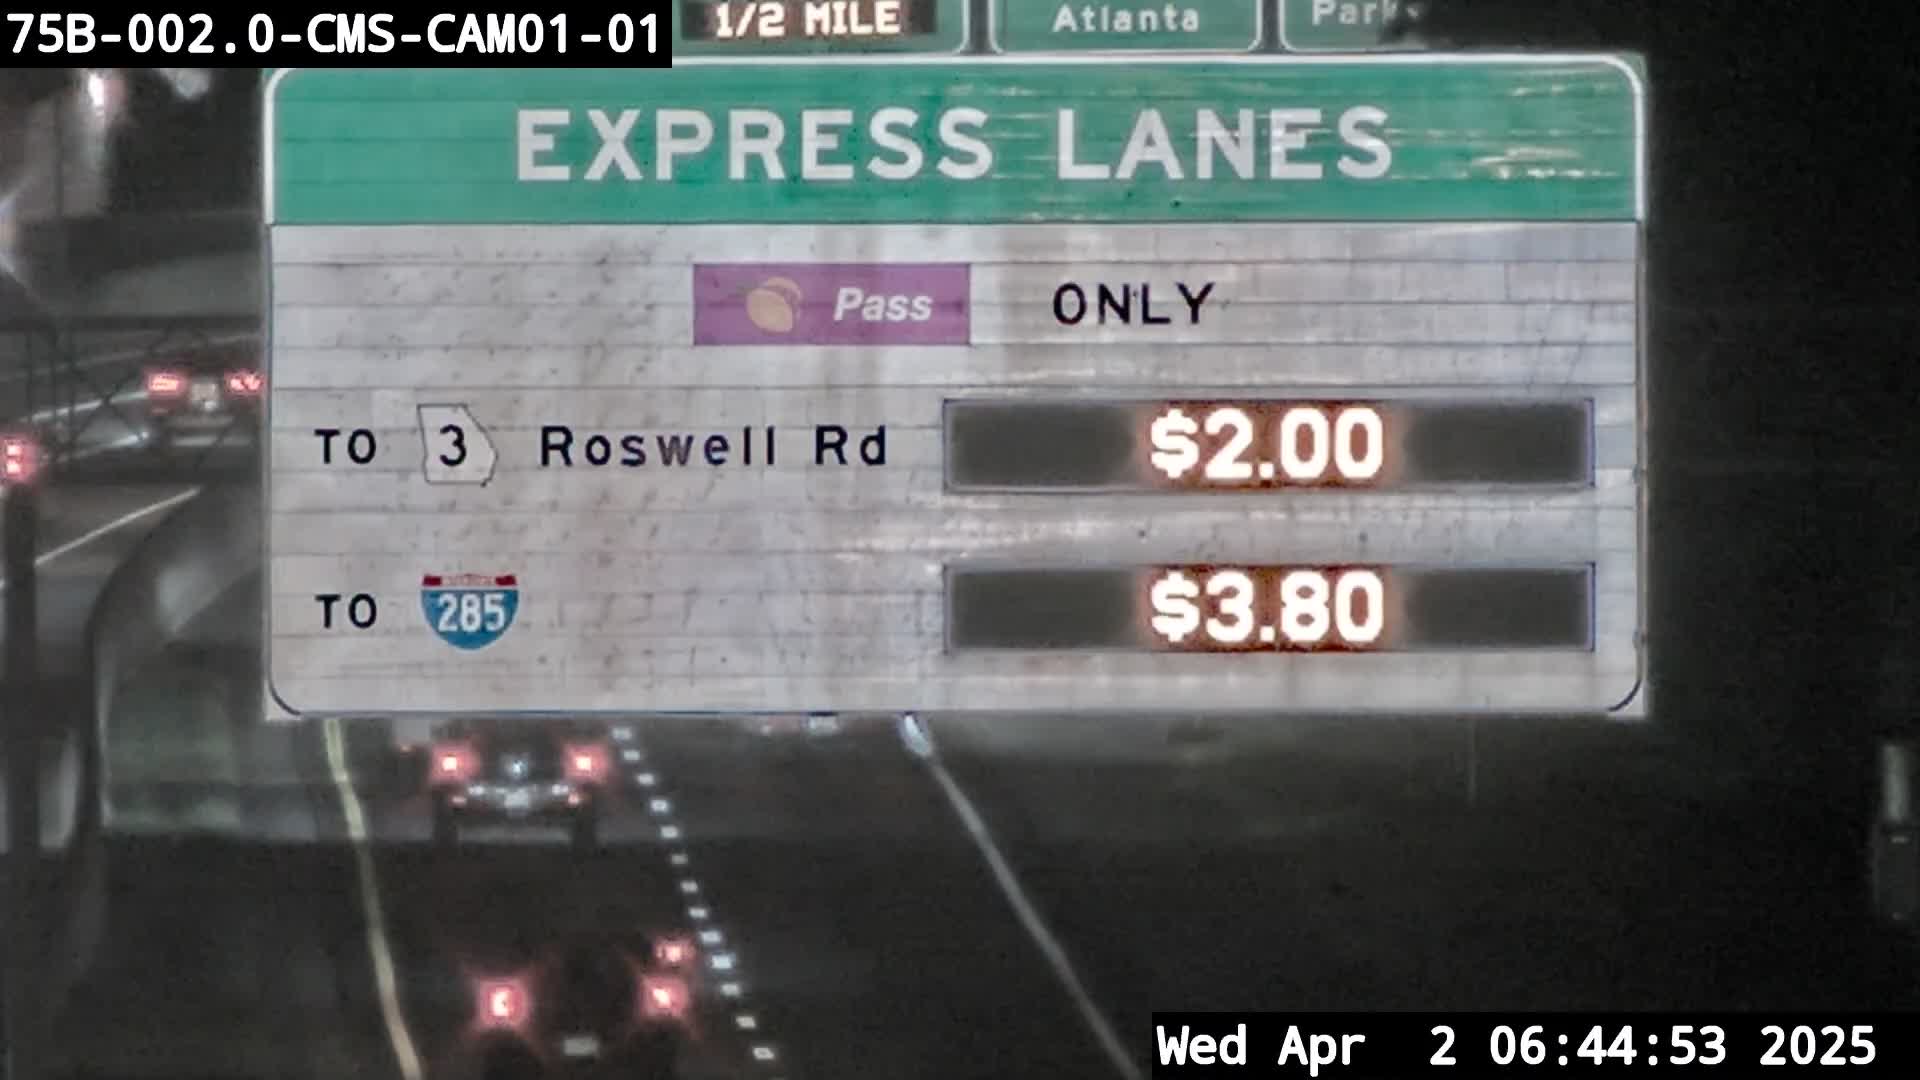 75B-002.0-CMS-CAM01-01
1/2 MILE
Atlanta
EXPRESS LANES
Pass ONLY
TO 3 Roswell Rd $2.00
TO 285 $3.80
Wed Apr 2 06:44:53 2025